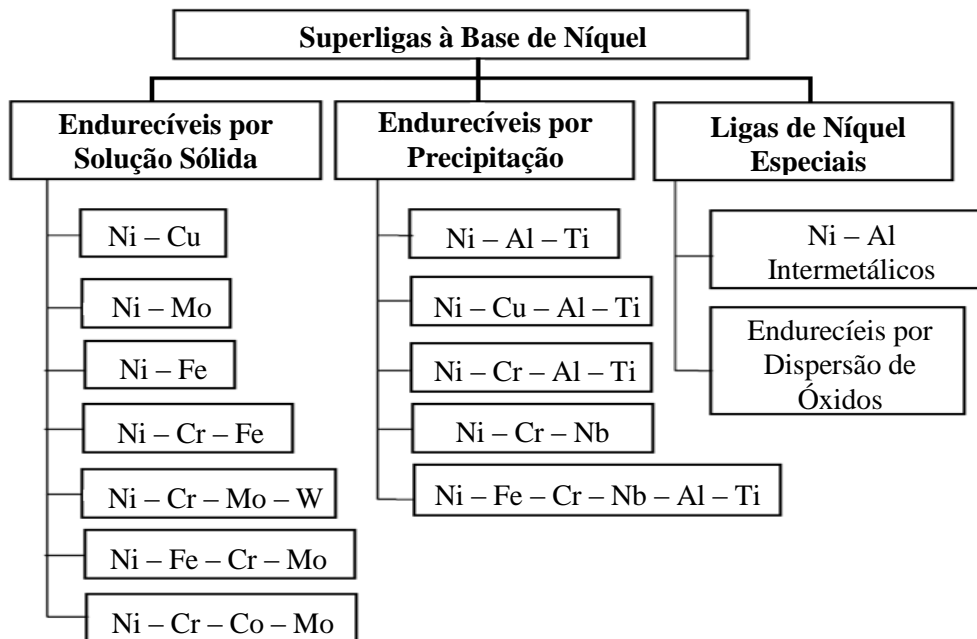 Superligas à Base de Níquel
Endurecíveis por
Solução Sólida
Ni – Cu
Ni – Mo
Ni – Fe
Ni – Cr – Fe
Ni – Cr – Mo – W
Ni – Fe – Cr – Mo
Ni – Cr – Co – Mo
Endurecíveis por
Precipitação
Ni – Al – Ti
Ni – Cu – Al – Ti
Ni – Cr – Al – Ti
Ni – Cr – Nb
Ni – Fe – Cr – Nb – Al – Ti
Ligas de Níquel
Especiais
Ni – Al
Intermetálicos
Endurecíeis por
Dispersão de
Óxidos